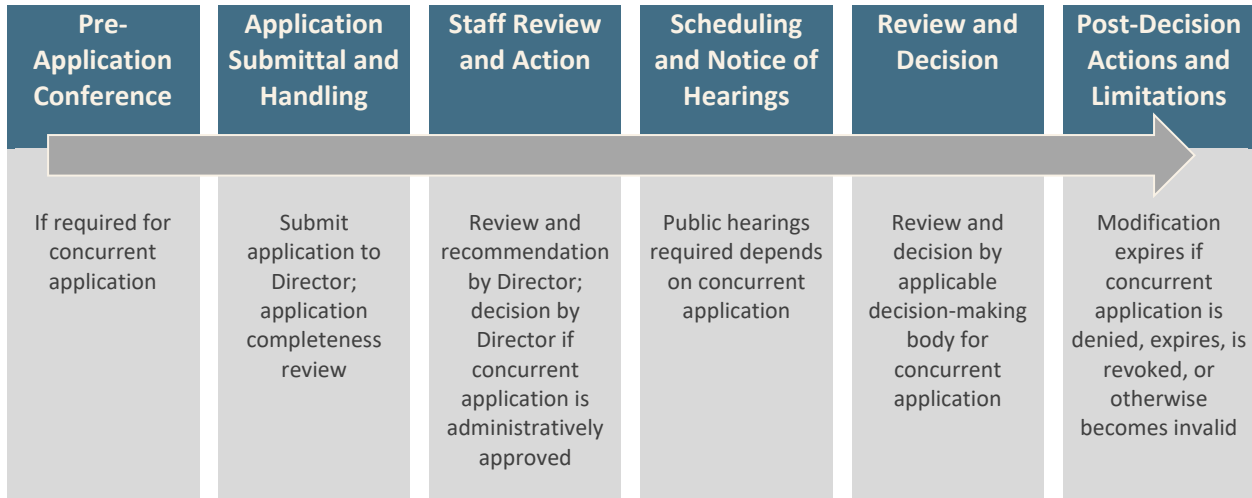 Pre-
Application
Conference
Application
Submittal and
Handling
Staff Review
and Action
Scheduling
and Notice of
Hearings
Review and
Decision
Post-Decision
Actions and
Limitations
If required for
concurrent
application
Submit
application to
Director;
application
completeness
review
Review and
recommendation
by Director;
decision by
Director if
concurrent
application is
administratively
approved
Public hearings
required depends
on concurrent
application
Review and
decision by
applicable
decision-making
body for
concurrent
application
Modification
expires if
concurrent
application is
denied, expires, is
revoked, or
otherwise
becomes invalid